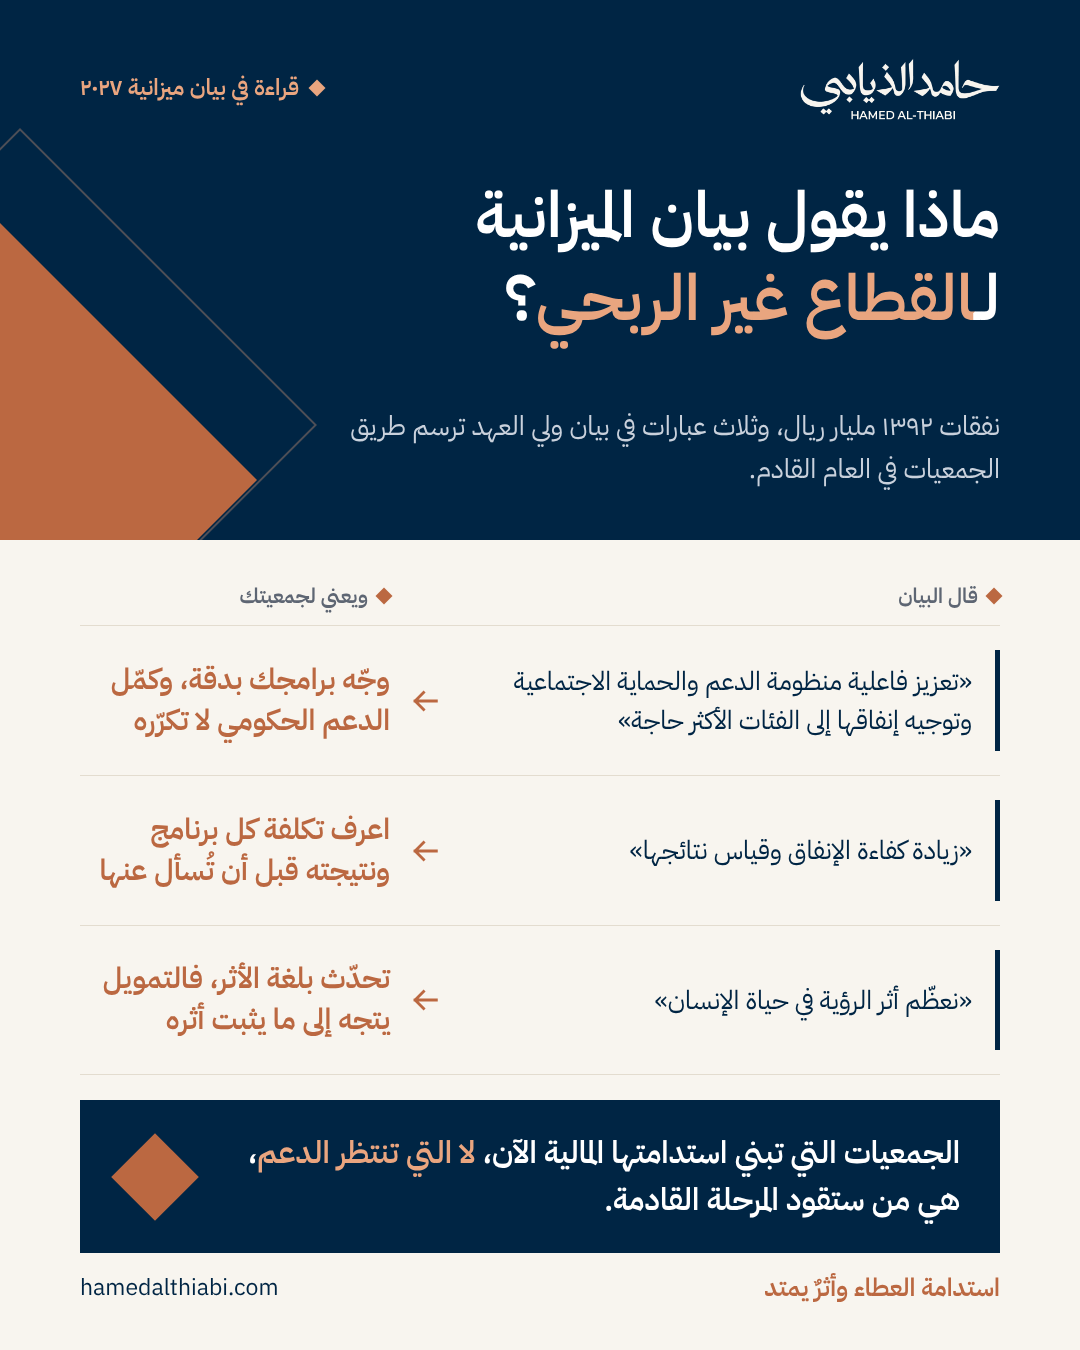 حامد الذيابي
HAMED AL-THIABI
قراءة في بيان ميزانية ٢٠٢٧
ماذا يقول بيان الميزانية
لـالقطاع غير الربحي؟
نفقات ١٣٩٢ مليار ريال، وثلاث عبارات في بيان ولي العهد ترسم طريق
الجمعيات في العام القادم.
قال البيان
ويعني لجمعيتك
«تعزيز فاعلية منظومة الدعم والحماية الاجتماعية
وتوجيه إنفاقها إلى الفئات الأكثر حاجة»
←
وجّه برامجك بدقة، وكمّل
الدعم الحكومي لا تكرّره
«زيادة كفاءة الإنفاق وقياس نتائجها»
←
اعرف تكلفة كل برنامج
ونتيجته قبل أن تُسأل عنها
«نعظّم أثر الرؤية في حياة الإنسان»
←
تحدّث بلغة الأثر، فالتمويل
يتجه إلى ما يثبت أثره
الجمعيات التي تبني استدامتها المالية الآن، لا التي تنتظر الدعم،
هي من ستقود المرحلة القادمة.
استدامة العطاء وأثرٌ يمتد
hamedalthiabi.com